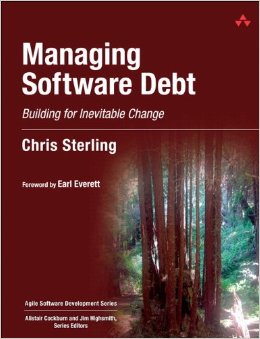 Managing
Software Debt
Building for Inevitable Change
Chris Sterling
Foreword by Earl Everett
Agile Software Development Series
Alistair Cockburn and Jim Highsmith,
Series Editors